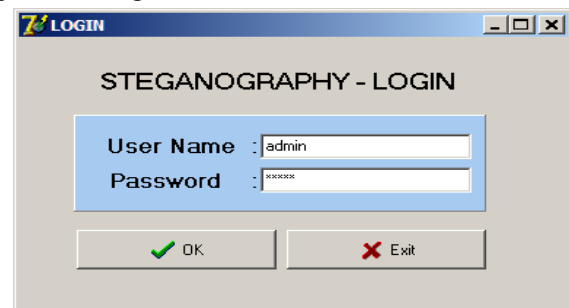 LOGIN
STEGANOGRAPHY - LOGIN
User Name : admin
Password : *****
OK
Exit